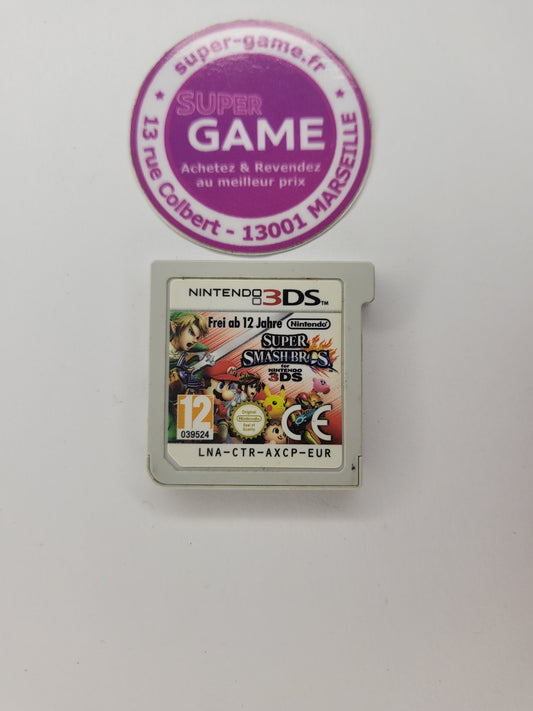 super-game.fr
SUPER
GAME
Achetez & Revendez
au meilleur prix
★ 13 rue Colbert - 13001 MARSEILLE ★
NINTENDO 3DS™
Frei ab 12 Jahre Nintendo
SUPER
SMASH BROS.
for
NINTENDO
3DS
12
039524
Original
Nintendo
Seal of
Quality
CE
LNA-CTR-AXCP-EUR